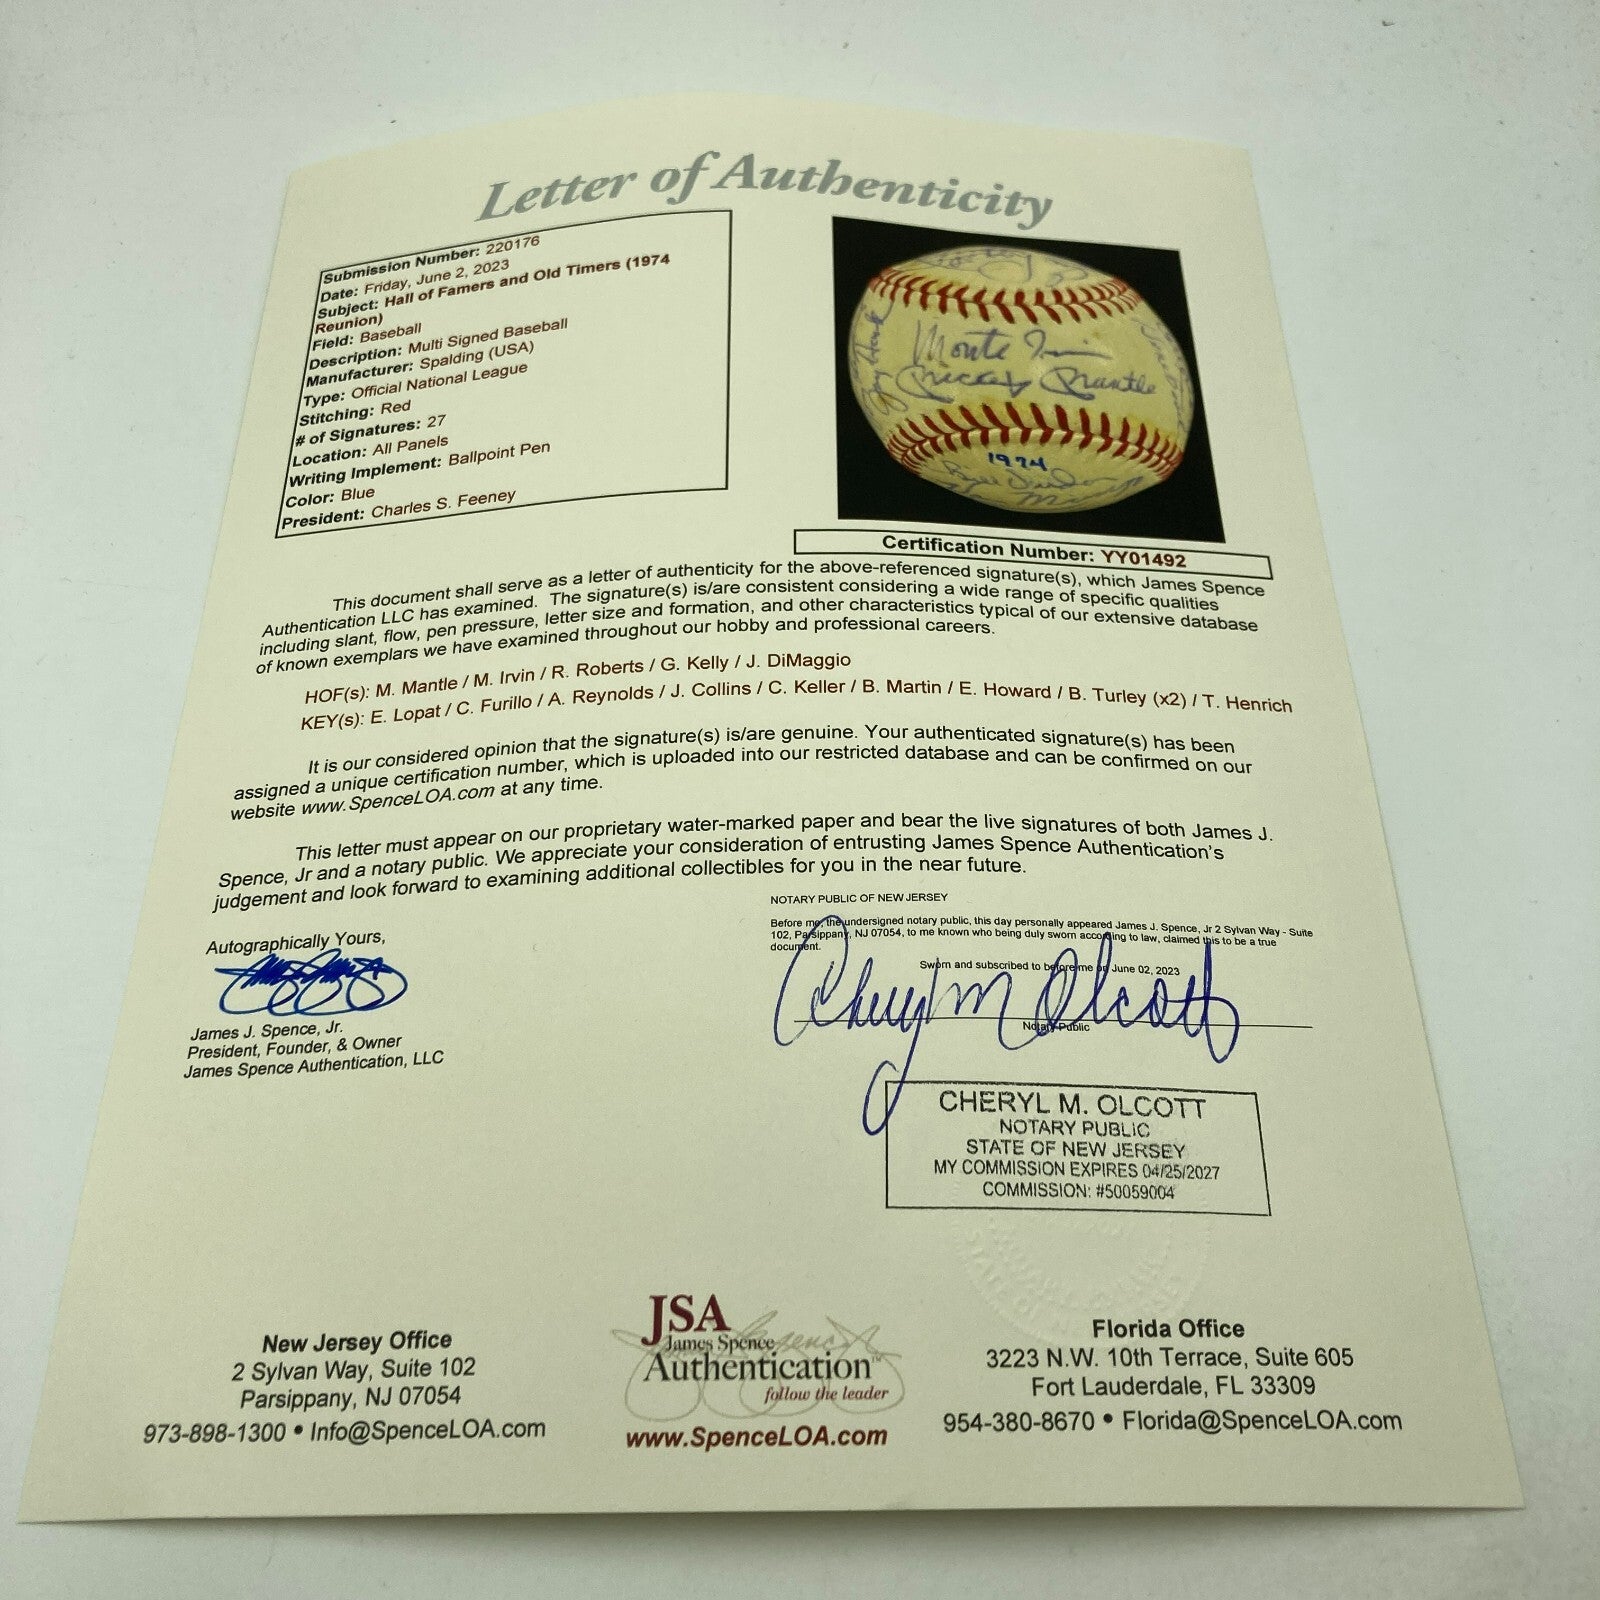 Letter of Authenticity
Submission Number: 220176
Date: Friday, June 2, 2023
Subject: Hall of Famers and Old Timers (1974
Reunion)
Field: Baseball
Description: Multi Signed Baseball
Manufacturer: Spalding (USA)
Type: Official National League
Stitching: Red
# of Signatures: 27
Location: All Panels
Writing Implement: Ballpoint Pen
Color: Blue
President: Charles S. Feeney
Monte Irvin
Mickey Mantle
1974
Certification Number: YY01492
This document shall serve as a letter of authenticity for the above-referenced signature(s), which James Spence
Authentication LLC has examined. The signature(s) is/are consistent considering a wide range of specific qualities
including slant, flow, pen pressure, letter size and formation, and other characteristics typical of our extensive database
of known exemplars we have examined throughout our hobby and professional careers.
HOF(s): M. Mantle / M. Irvin / R. Roberts / G. Kelly / J. DiMaggio
KEY(s): E. Lopat / C. Furillo / A. Reynolds / J. Collins / C. Keller / B. Martin / E. Howard / B. Turley (x2) / T. Henrich
It is our considered opinion that the signature(s) is/are genuine. Your authenticated signature(s) has been
assigned a unique certification number, which is uploaded into our restricted database and can be confirmed on our
website www.SpenceLOA.com at any time.
This letter must appear on our proprietary water-marked paper and bear the live signatures of both James J.
Spence, Jr and a notary public. We appreciate your consideration of entrusting James Spence Authentication's
judgement and look forward to examining additional collectibles for you in the near future.
NOTARY PUBLIC OF NEW JERSEY
Before me, the undersigned notary public, this day personally appeared James J. Spence, Jr 2 Sylvan Way - Suite
102, Parsippany, NJ 07054, to me known who being duly sworn according to law, claimed this to be a true
document.
Sworn and subscribed to before me on June 02, 2023
Cheryl M Olcott
Notary Public
Autographically Yours,
James J. Spence, Jr.
President, Founder, & Owner
James Spence Authentication, LLC
CHERYL M. OLCOTT
NOTARY PUBLIC
STATE OF NEW JERSEY
MY COMMISSION EXPIRES 04/25/2027
COMMISSION: #50059004
New Jersey Office
2 Sylvan Way, Suite 102
Parsippany, NJ 07054
973-898-1300 • Info@SpenceLOA.com
JSA
James Spence
Authentication™
follow the leader
www.SpenceLOA.com
Florida Office
3223 N.W. 10th Terrace, Suite 605
Fort Lauderdale, FL 33309
954-380-8670 • Florida@SpenceLOA.com